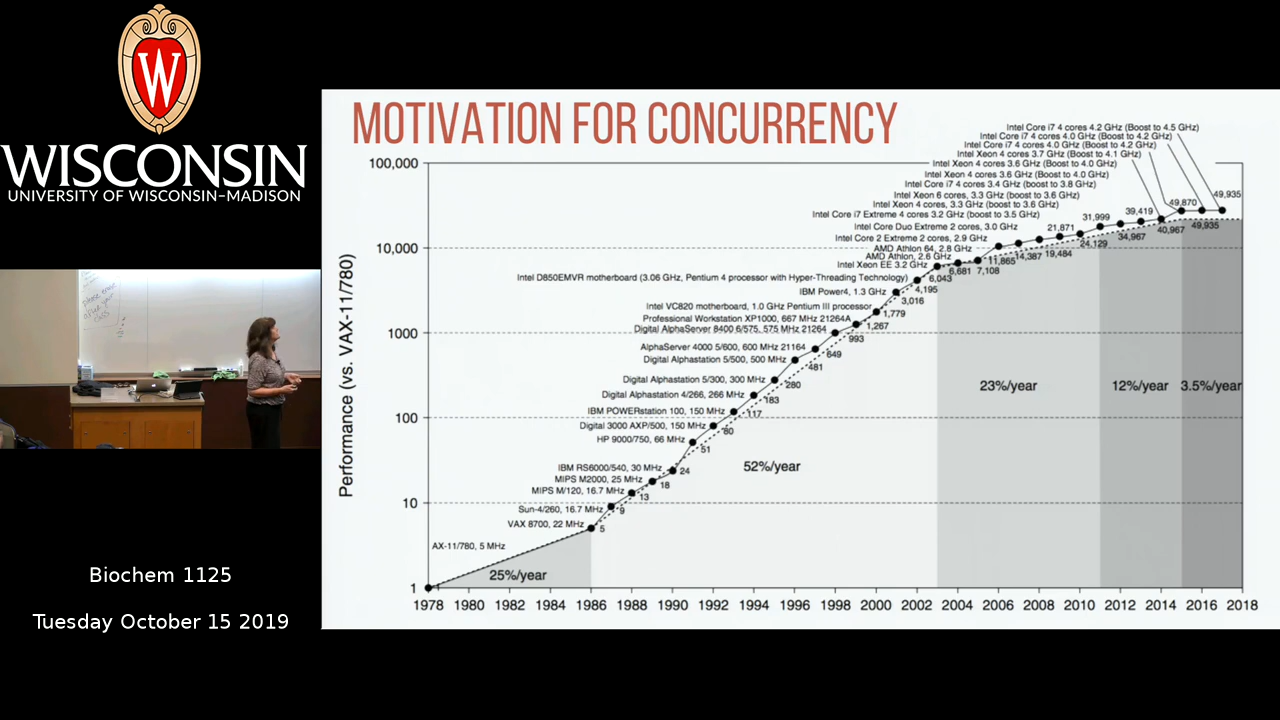 W
WISCONSIN
UNIVERSITY OF WISCONSIN–MADISON
Biochem 1125
Tuesday October 15 2019
MOTIVATION FOR CONCURRENCY
Performance (vs. VAX-11/780)
100,000
10,000
1000
100
10
1
Intel Core i7 4 cores 4.2 GHz (Boost to 4.5 GHz)
Intel Core i7 4 cores 4.0 GHz (Boost to 4.2 GHz)
Intel Core i7 4 cores 4.0 GHz (Boost to 4.2 GHz)
Intel Xeon 4 cores 3.7 GHz (Boost to 4.1 GHz)
Intel Xeon 4 cores 3.6 GHz (Boost to 4.0 GHz)
Intel Xeon 4 cores 3.6 GHz (Boost to 4.0 GHz)
Intel Core i7 4 cores 3.4 GHz (boost to 3.8 GHz)
Intel Xeon 6 cores, 3.3 GHz (boost to 3.6 GHz)
Intel Xeon 4 cores, 3.3 GHz (boost to 3.6 GHz)
Intel Core i7 Extreme 4 cores 3.2 GHz (boost to 3.5 GHz)
Intel Core Duo Extreme 2 cores, 3.0 GHz
Intel Core 2 Extreme 2 cores, 2.9 GHz
AMD Athlon 64, 2.8 GHz
AMD Athlon, 2.6 GHz
Intel Xeon EE 3.2 GHz
Intel D850EMVR motherboard (3.06 GHz, Pentium 4 processor with Hyper-Threading Technology)
IBM Power4, 1.3 GHz
Intel VC820 motherboard, 1.0 GHz Pentium III processor
Professional Workstation XP1000, 667 MHz 21264A
Digital AlphaServer 8400 6/575, 575 MHz 21264
AlphaServer 4000 5/600, 600 MHz 21164
Digital Alphastation 5/500, 500 MHz
Digital Alphastation 5/300, 300 MHz
Digital Alphastation 4/266, 266 MHz
IBM POWERstation 100, 150 MHz
Digital 3000 AXP/500, 150 MHz
HP 9000/750, 66 MHz
IBM RS6000/540, 30 MHz
MIPS M2000, 25 MHz
MIPS M/120, 16.7 MHz
Sun-4/260, 16.7 MHz
VAX 8700, 22 MHz
AX-11/780, 5 MHz
49,935
49,870
49,935
39,419
40,967
31,999
34,967
21,871
24,129
19,484
14,387
11,865
7,108
6,681
6,043
4,195
3,016
1,779
1,267
993
649
481
280
183
117
80
51
24
18
13
9
5
25%/year
52%/year
23%/year
12%/year
3.5%/year
1978 1980 1982 1984 1986 1988 1990 1992 1994 1996 1998 2000 2002 2004 2006 2008 2010 2012 2014 2016 2018